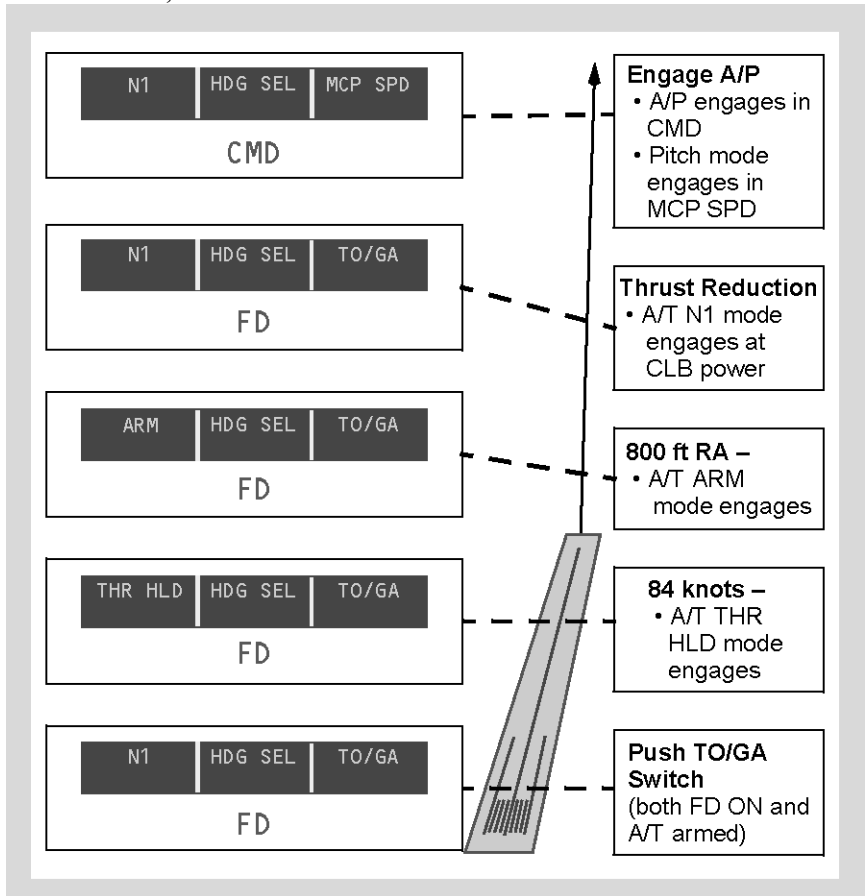 N1 HDG SEL MCP SPD
CMD
Engage A/P
• A/P engages in
CMD
• Pitch mode
engages in
MCP SPD
N1 HDG SEL TO/GA
FD
Thrust Reduction
• A/T N1 mode
engages at
CLB power
ARM HDG SEL TO/GA
FD
800 ft RA –
• A/T ARM
mode engages
THR HLD HDG SEL TO/GA
FD
84 knots –
• A/T THR
HLD mode
engages
N1 HDG SEL TO/GA
FD
Push TO/GA
Switch
(both FD ON and
A/T armed)